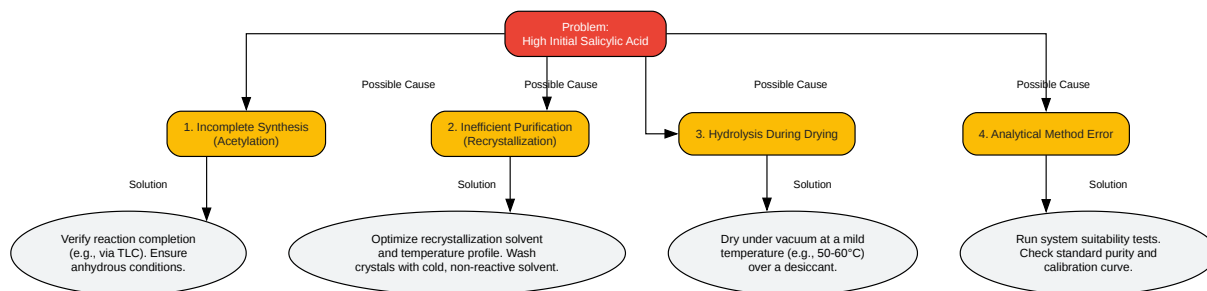 Problem:
High Initial Salicylic Acid
Possible Cause
Possible Cause
Possible Cause
Possible Cause
1. Incomplete Synthesis
(Acetylation)
2. Inefficient Purification
(Recrystallization)
3. Hydrolysis During Drying
4. Analytical Method Error
Solution
Solution
Solution
Solution
Verify reaction completion
(e.g., via TLC). Ensure
anhydrous conditions.
Optimize recrystallization solvent
and temperature profile. Wash
crystals with cold, non-reactive solvent.
Dry under vacuum at a mild
temperature (e.g., 50-60°C)
over a desiccant.
Run system suitability tests.
Check standard purity and
calibration curve.